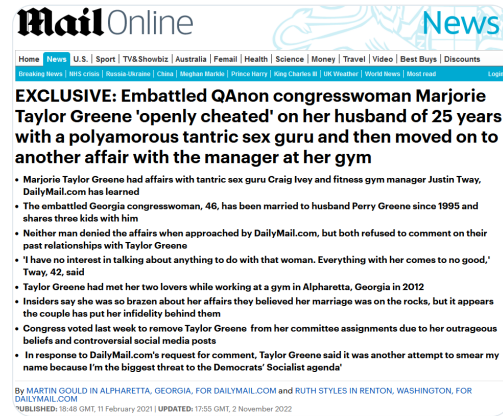 Mail Online News
Home News U.S. Sport TV&Showbiz Australia Femail Health Science Money Travel Video Best Buys Discounts
Breaking News NHS crisis Russia-Ukraine China Meghan Markle Prince Harry King Charles III UK Weather World News Most read Login
EXCLUSIVE: Embattled QAnon congresswoman Marjorie
Taylor Greene 'openly cheated' on her husband of 25 years
with a polyamorous tantric sex guru and then moved on to
another affair with the manager at her gym
• Marjorie Taylor Greene had affairs with tantric sex guru Craig Ivey and fitness gym manager Justin Tway,
DailyMail.com has learned
• The embattled Georgia congresswoman, 46, has been married to husband Perry Greene since 1995 and
shares three kids with him
• Neither man denied the affairs when approached by DailyMail.com, but both refused to comment on their
past relationships with Taylor Greene
• 'I have no interest in talking about anything to do with that woman. Everything with her comes to no good,'
Tway, 42, said
• Taylor Greene had met her two lovers while working at a gym in Alpharetta, Georgia in 2012
• Insiders say she was so brazen about her affairs they believed her marriage was on the rocks, but it appears
the couple has put her infidelity behind them
• Congress voted last week to remove Taylor Greene from her committee assignments due to her outrageous
beliefs and controversial social media posts
• In response to DailyMail.com's request for comment, Taylor Greene said it was another attempt to smear my
name because I'm the biggest threat to the Democrats' Socialist agenda'
By MARTIN GOULD IN ALPHARETTA, GEORGIA, FOR DAILYMAIL.COM and RUTH STYLES IN RENTON, WASHINGTON, FOR
DAILYMAIL.COM
PUBLISHED: 18:48 GMT, 11 February 2021 | UPDATED: 17:55 GMT, 2 November 2022